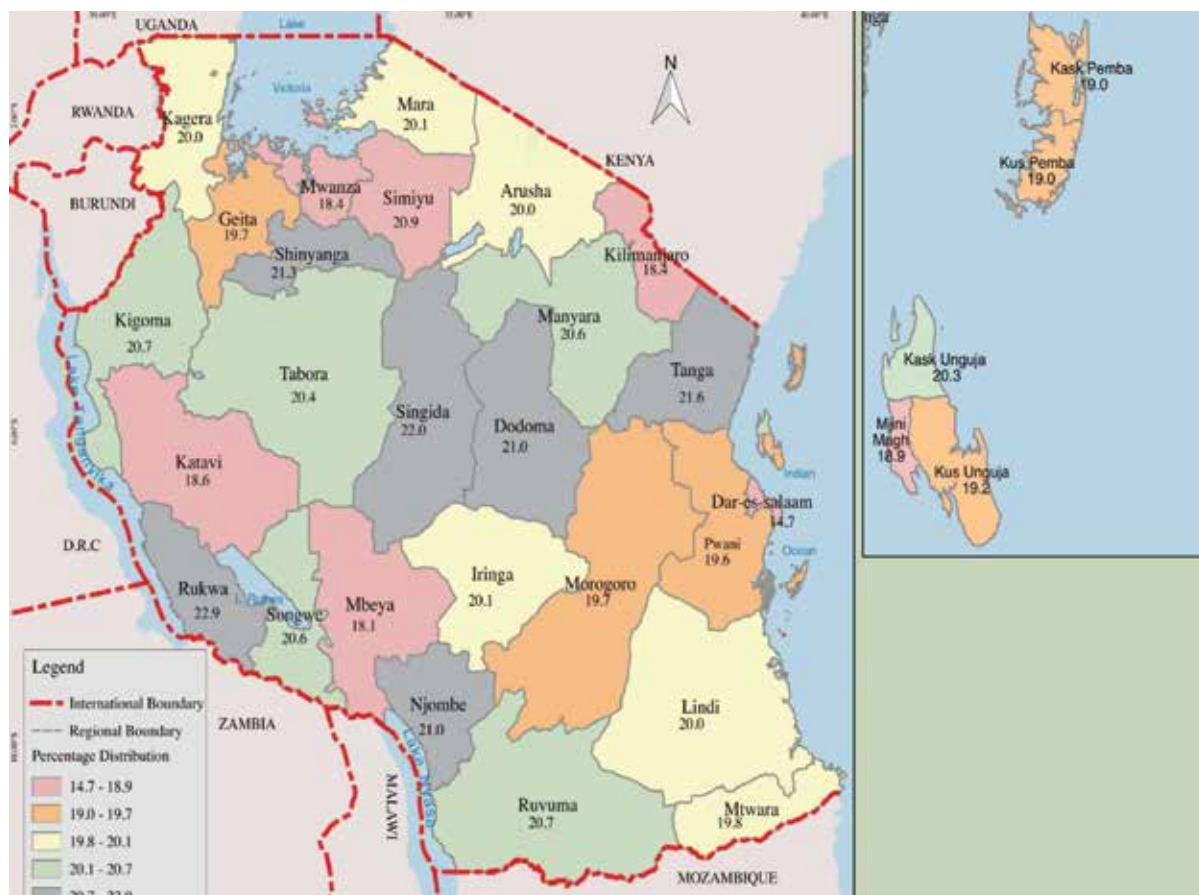 UGANDA
Lake
Victoria
N
RWANDA
Kagera
20.0
Mara
20.1
KENYA
BURUNDI
Geita
19.7
Mwanza
18.4
Simiyu
20.9
Arusha
20.0
Shinyanga
21.3
Kilimanjaro
18.4
Kigoma
20.7
Manyara
20.6
Tabora
20.4
Singida
22.0
Dodoma
21.0
Tanga
21.6
Lake Tanganyika
Katavi
18.6
Indian
Dar-es-salaam
14.7
Ocean
Pwani
19.6
D.R.C
Rukwa
22.9
Songwe
20.6
Mbeya
18.1
Iringa
20.1
Morogoro
19.7
Njombe
21.0
Lindi
20.0
ZAMBIA
MALAWI
Lake Nyasa
Ruvuma
20.7
Mtwara
19.8
MOZAMBIQUE
Legend
International Boundary
Regional Boundary
Percentage Distribution
14.7 - 18.9
19.0 - 19.7
19.8 - 20.1
20.1 - 20.7
Kask Pemba
19.0
Kus Pemba
19.0
Kask Unguja
20.3
Mjini
Magh
18.9
Kus Unguja
19.2